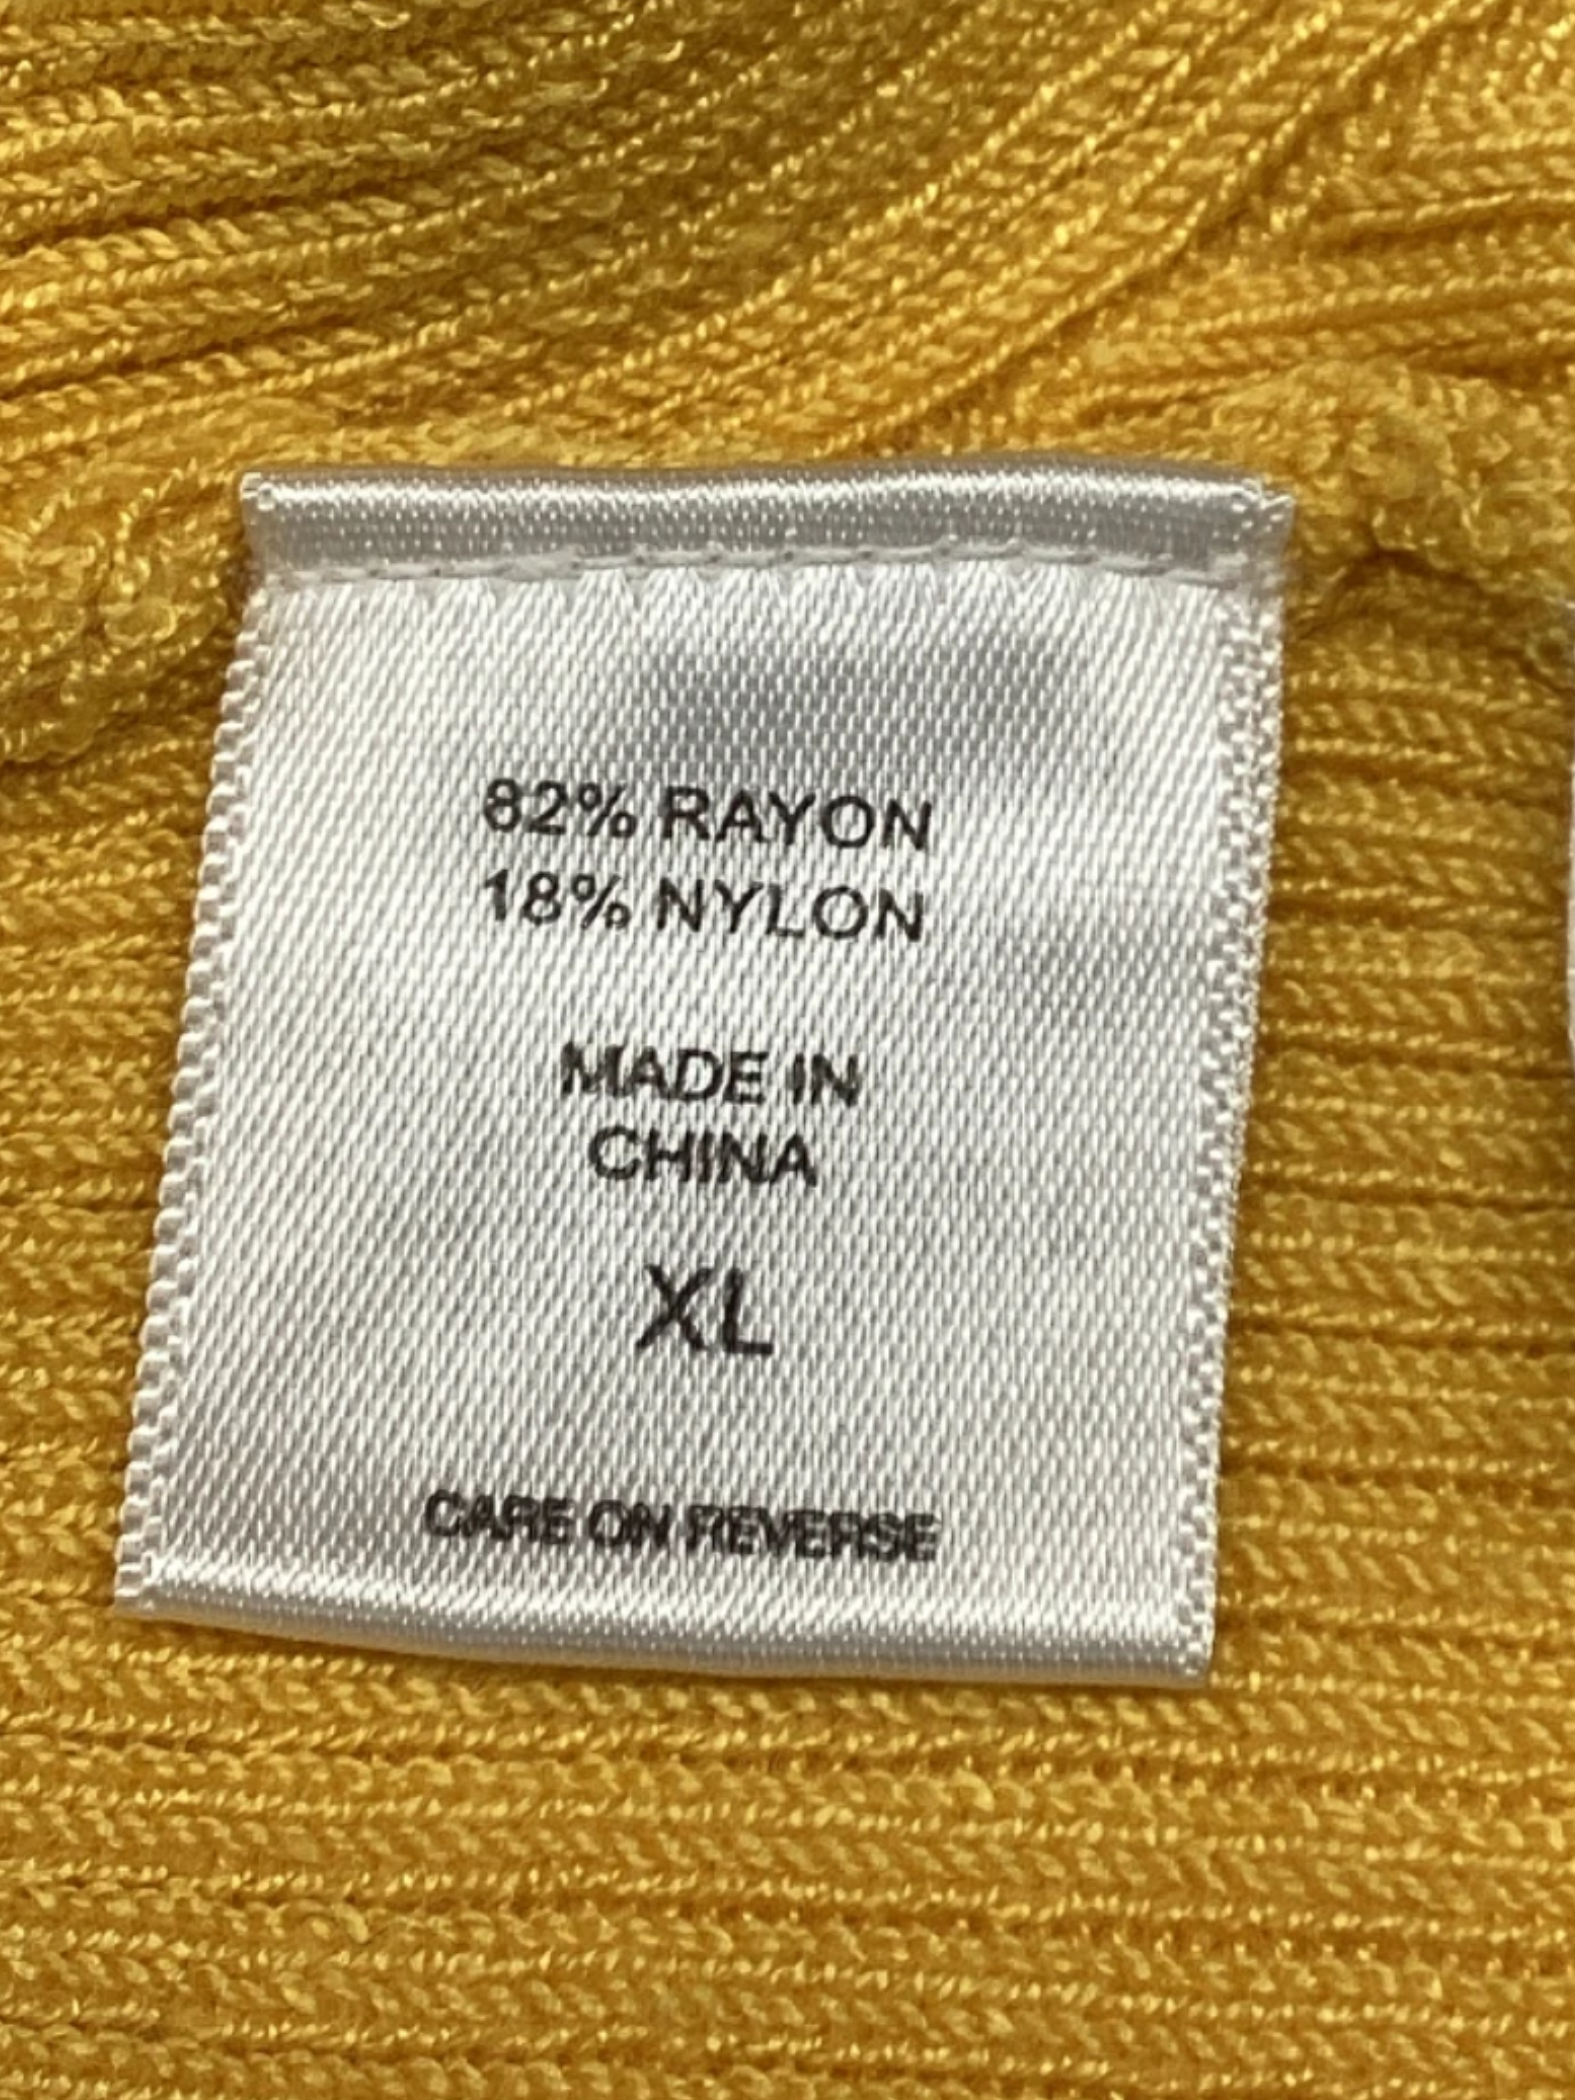 82% RAYON
18% NYLON
MADE IN
CHINA
XL
CARE ON REVERSE